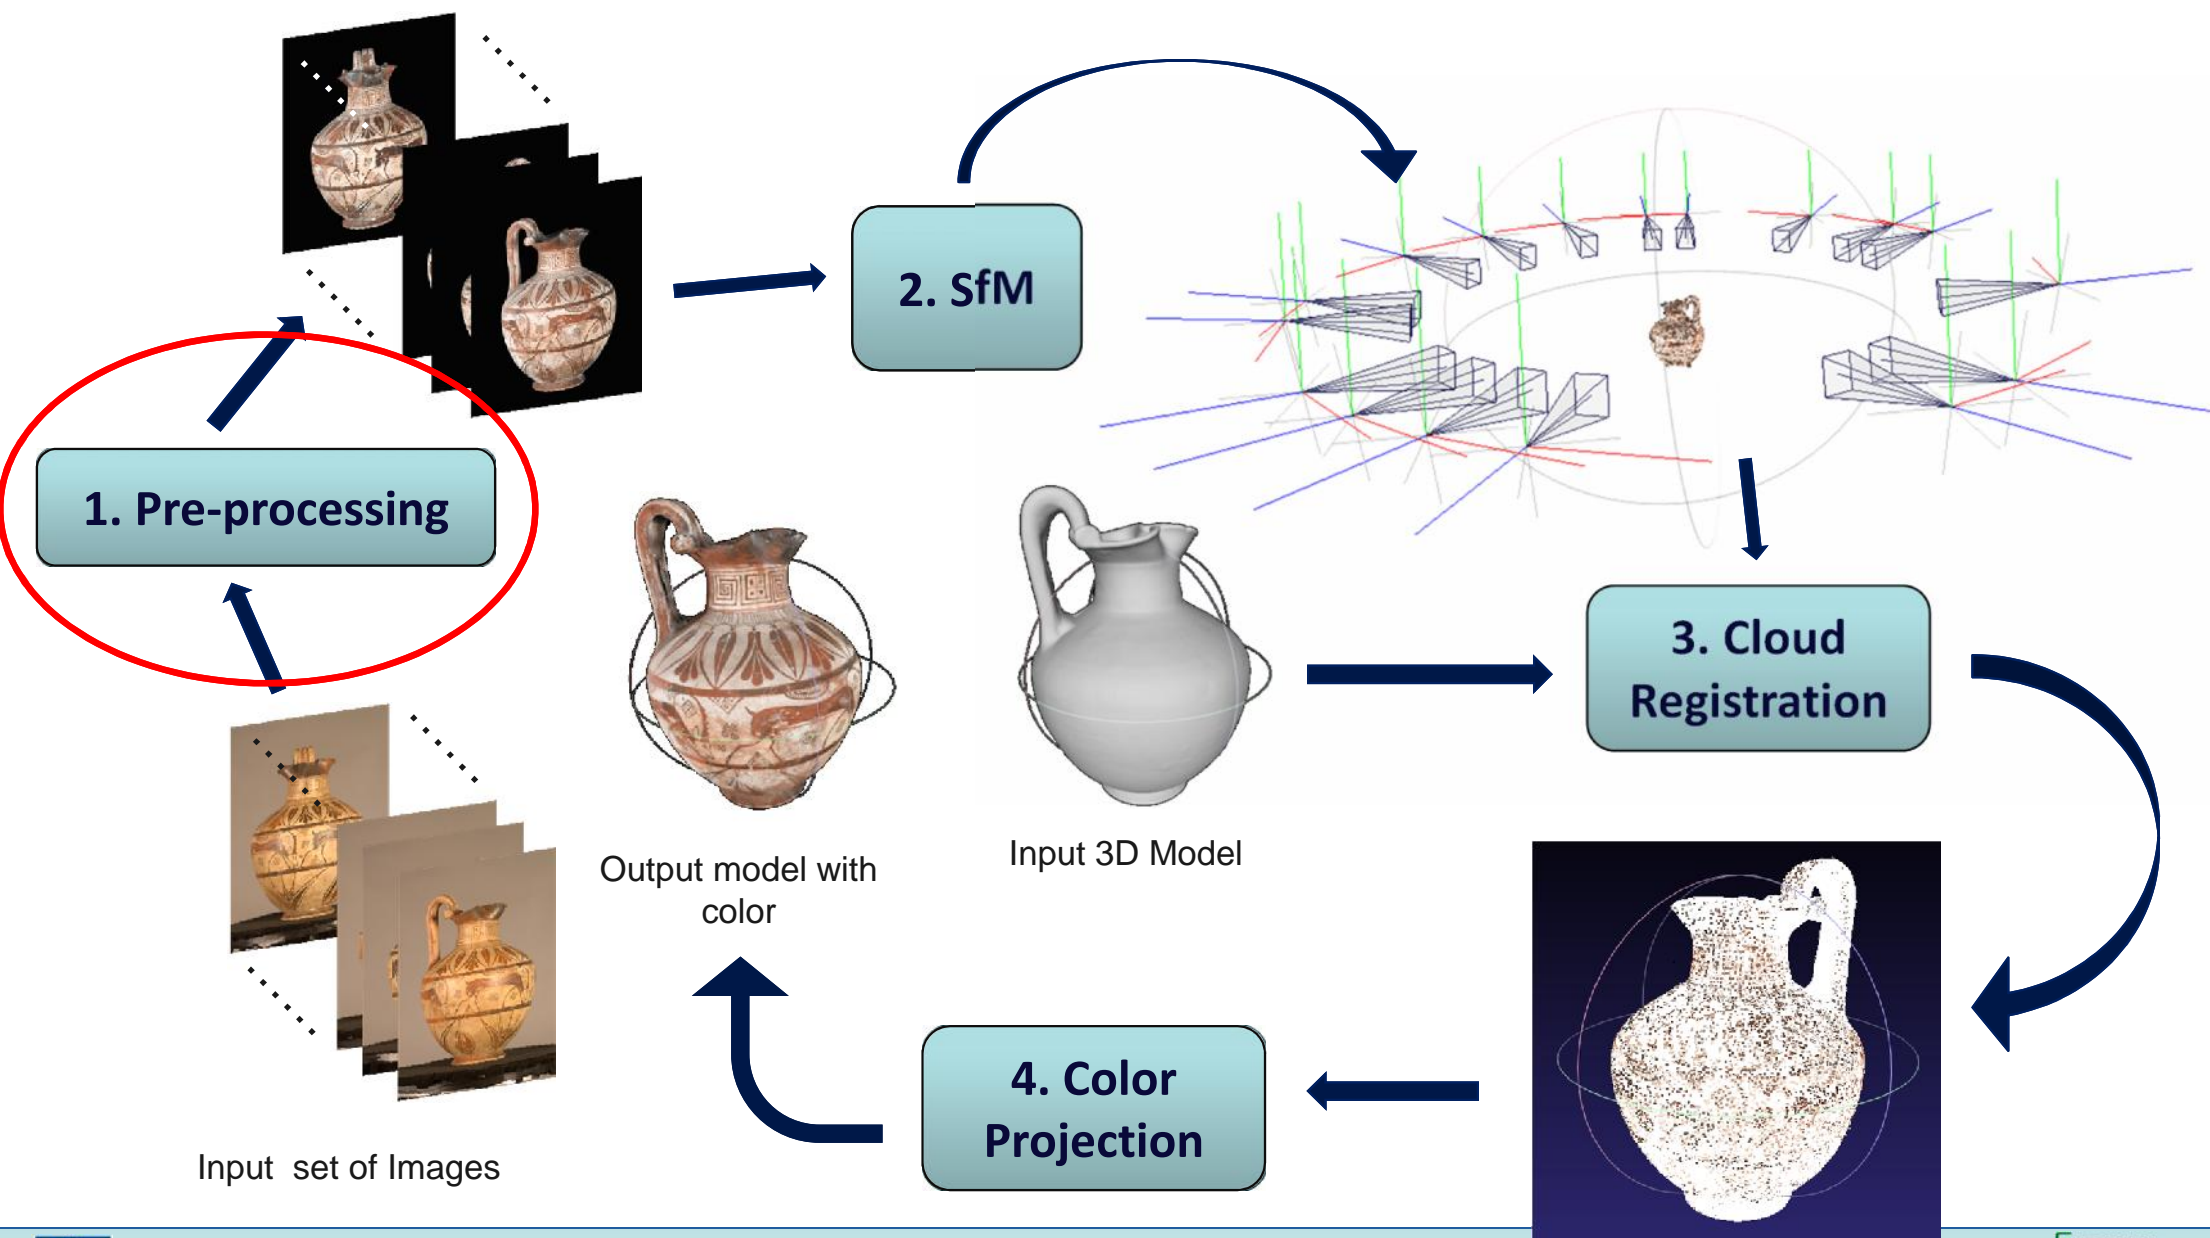 1. Pre-processing
2. SfM
3. Cloud
Registration
4. Color
Projection
Output model with
color
Input 3D Model
Input  set of Images